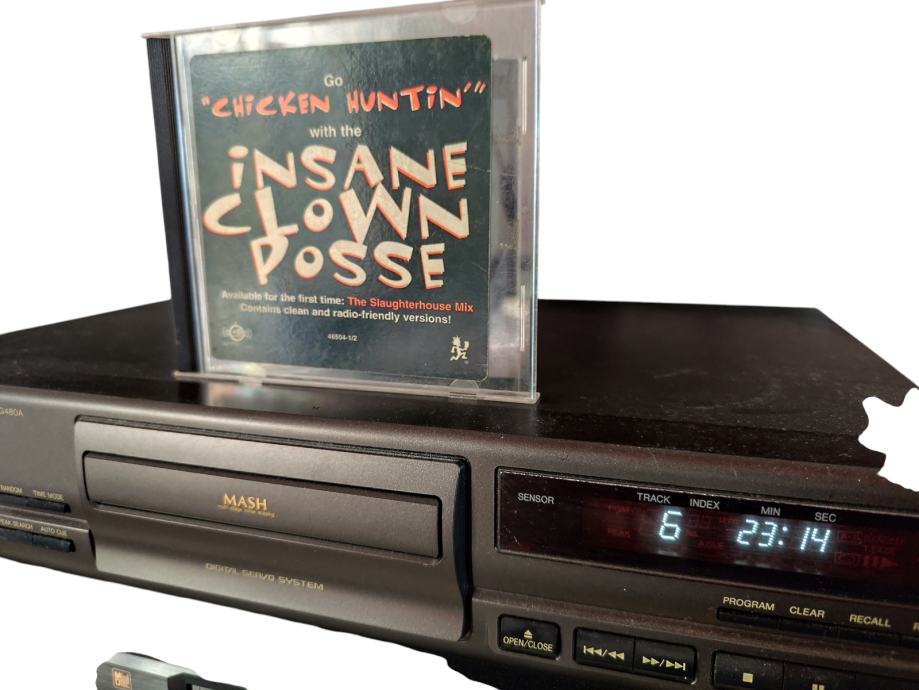 Go
"CHiCKEN HUNTiN'"
with the
iNSANE
CLOWN
POSSE
Available for the first time: The Slaughterhouse Mix
Contains clean and radio-friendly versions!
46504-1/2
G480A
RANDOM TIME MODE
PEAK SEARCH AUTO CUE
MASH
DIGITAL SERVO SYSTEM
SENSOR
TRACK INDEX MIN SEC
6 23:14
PROGRAM CLEAR RECALL
OPEN/CLOSE